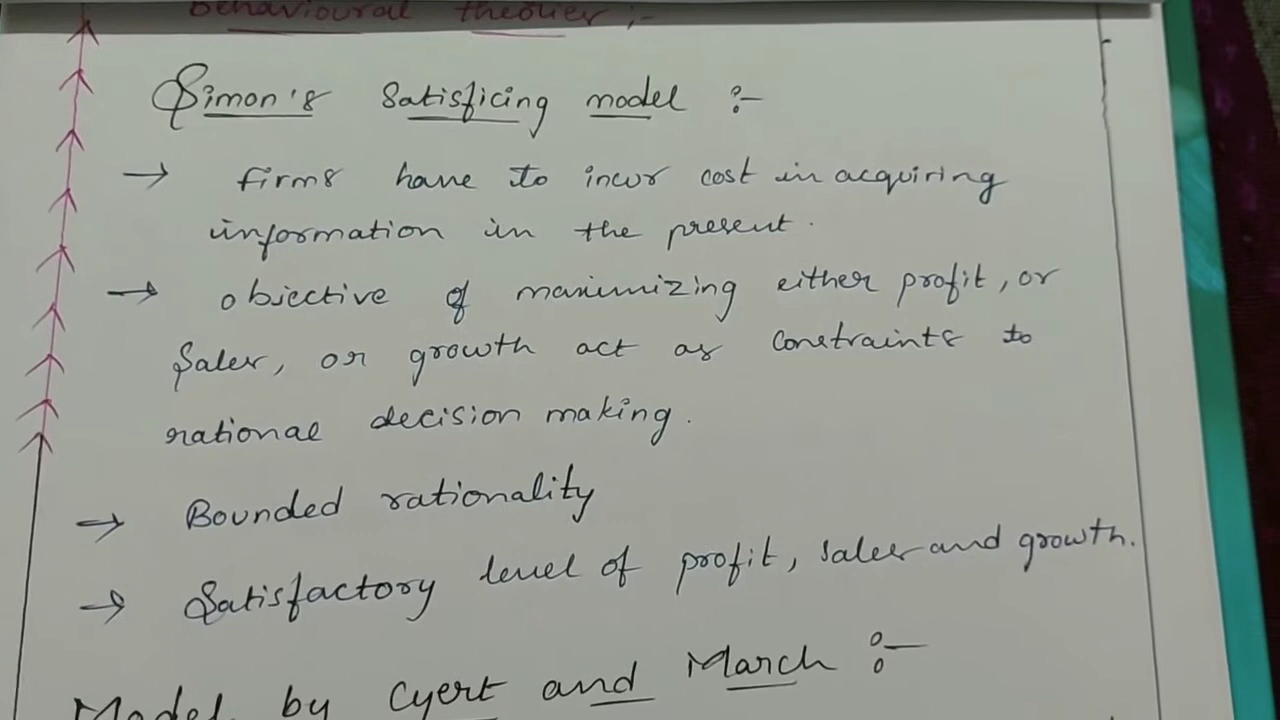 behavioural theories :-
Simon's Satisficing model :-
→ firms have to incur cost in acquiring
information in the present.
→ objective of maximizing either profit, or
Sales, or growth act as constraints to
rational decision making.
→ Bounded rationality
→ Satisfactory level of profit, sales and growth.
Model by Cyert and March :-